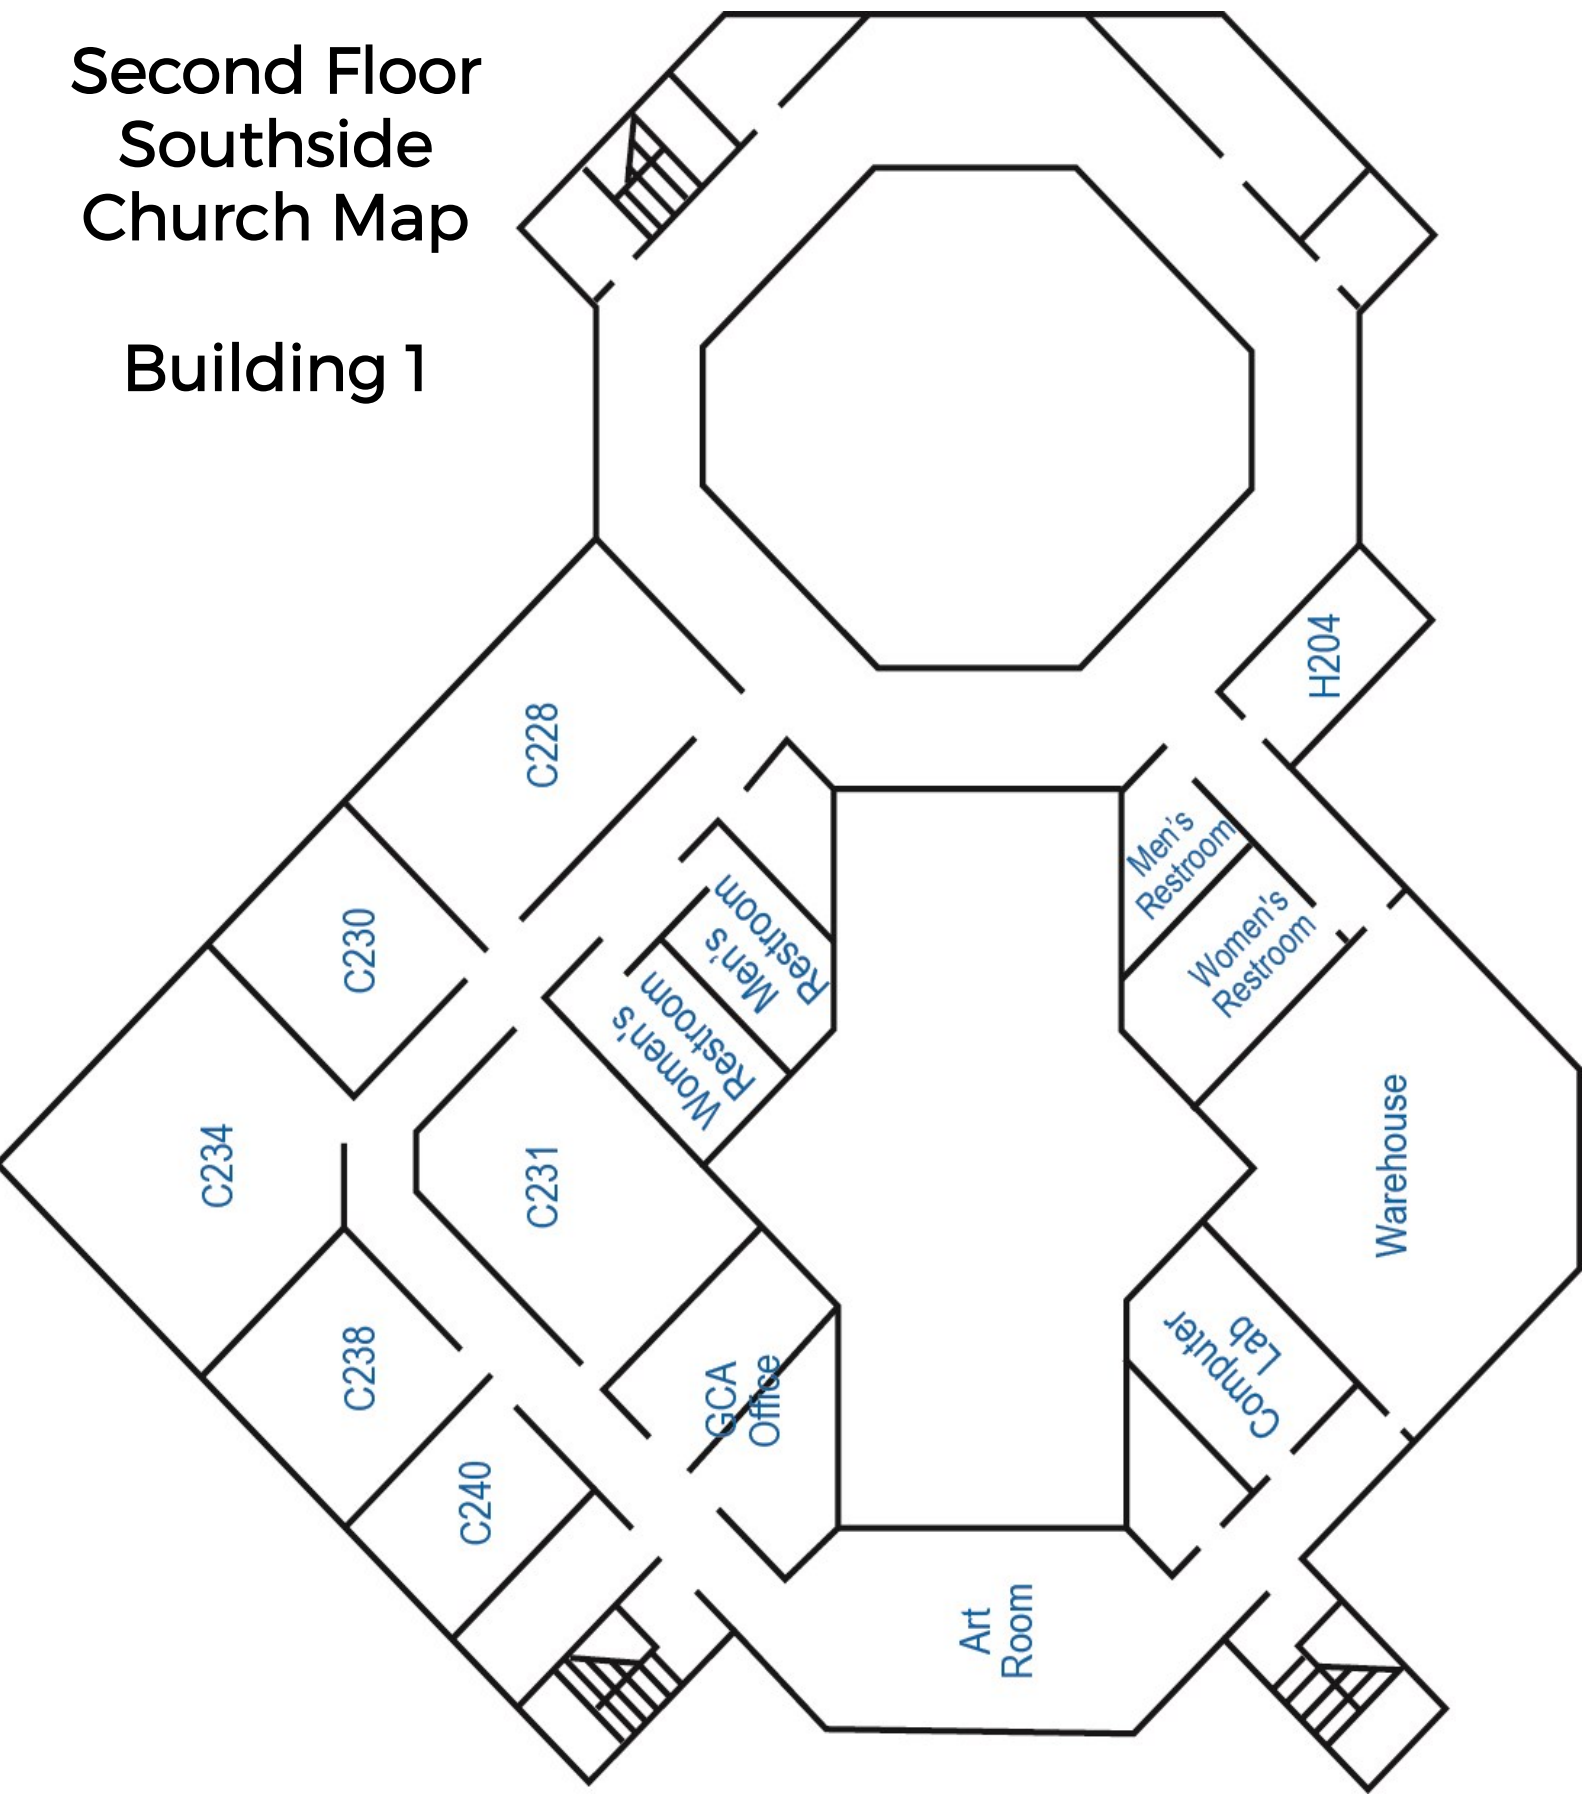 Second Floor
Southside
Church Map
Building 1
H204
C228
Men's
Restroom
Men's
Restroom
Women's
Restroom
C230
Women's
Restroom
C234
C231
Warehouse
C238
GCA
Office
Computer
Lab
C240
Art
Room